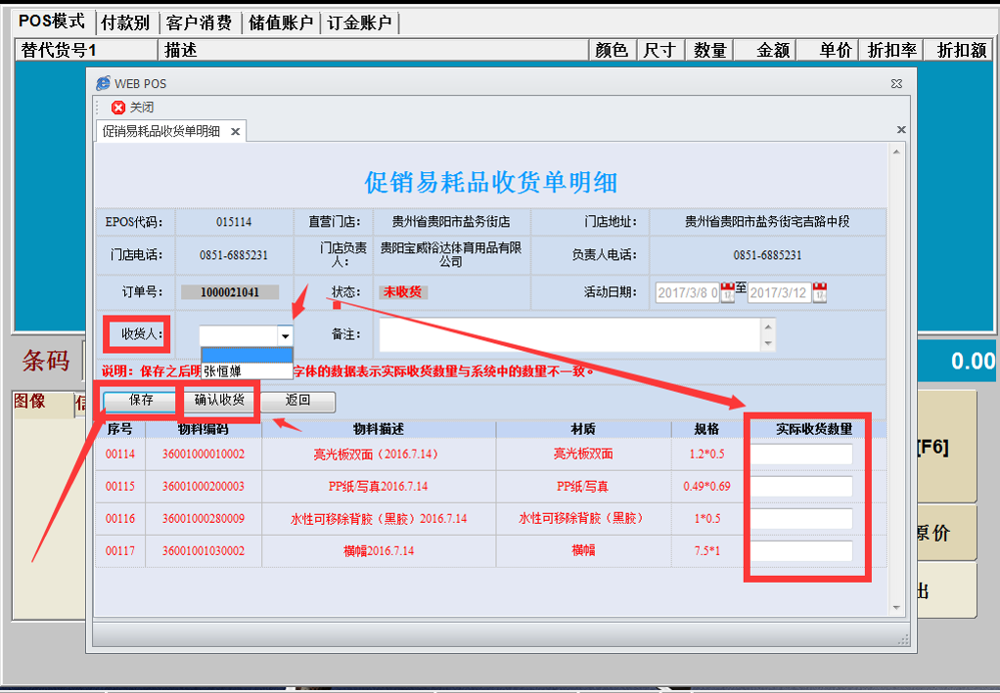 POS模式 付款别 客户消费 储值账户 订金账户
替代货号1 描述 颜色 尺寸 数量 金额 单价 折扣率 折扣额
WEB POS
关闭
促销易耗品收货单明细
促销易耗品收货单明细
EPOS代码: 015114 直营门店: 贵州省贵阳市盐务街店 门店地址: 贵州省贵阳市盐务街宅吉路中段
门店电话: 0851-6885231 门店负责人: 贵阳宝威裕达体育用品有限公司 负责人电话: 0851-6885231
订单号: 1000021041 状态: 未收货 活动日期: 2017/3/8 0 至 2017/3/12
收货人: 备注:
张恒婵
说明: 保存之后明 字体的数据表示实际收货数量与系统中的数量不一致。
保存 确认收货 返回
序号 物料编码 物料描述 材质 规格 实际收货数量
00114 36001000010002 亮光板双面（2016.7.14） 亮光板双面 1.2*0.5
00115 36001000200003 PP纸/写真2016.7.14 PP纸/写真 0.49*0.69
00116 36001000280009 水性可移除背胶（黑胶）2016.7.14 水性可移除背胶（黑胶） 1*0.5
00117 36001001030002 横幅2016.7.14 横幅 7.5*1
条码
0.00
图像
[F6]
原价
出